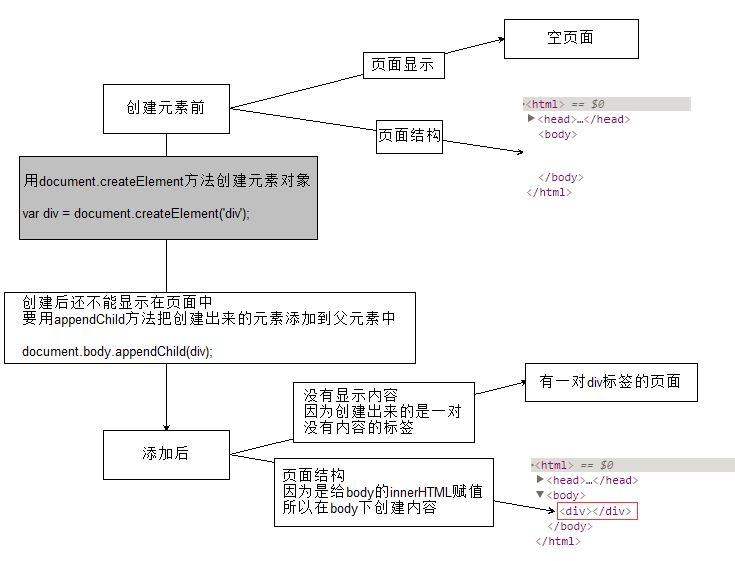 空页面
页面显示
创建元素前
页面结构
<html> == $0
<head>…</head>
<body>
</body>
</html>
用document.createElement方法创建元素对象
var div = document.createElement('div');
创建后还不能显示在页面中
要用appendChild方法把创建出来的元素添加到父元素中
document.body.appendChild(div);
没有显示内容
因为创建出来的是一对
没有内容的标签
有一对div标签的页面
添加后
页面结构
因为是给body的innerHTML赋值
所以在body下创建内容
<html> == $0
<head>…</head>
<body>
<div></div>
</body>
</html>